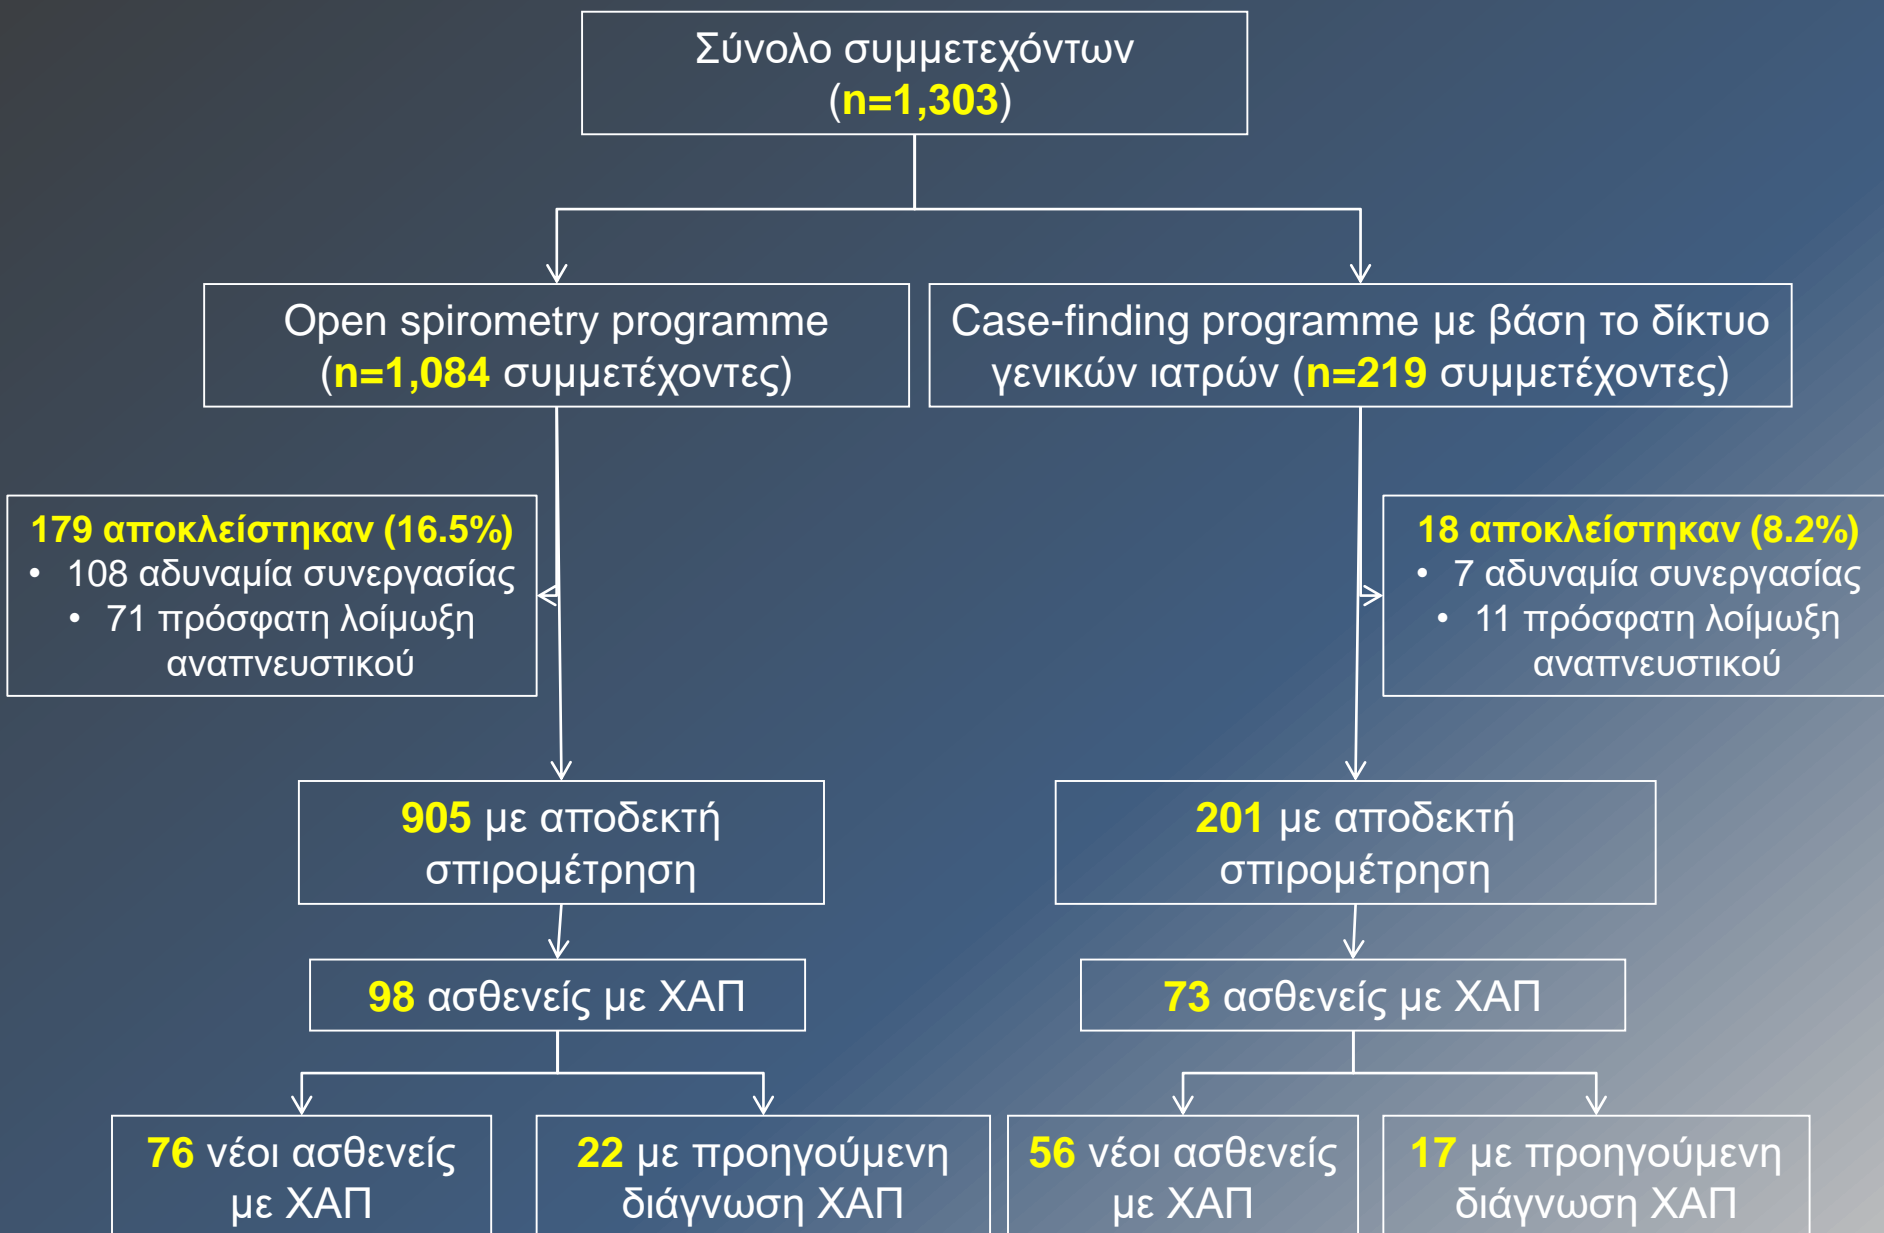 Σύνολο συμμετεχόντων
(n=1,303)
Open spirometry programme
(n=1,084 συμμετέχοντες)
Case-finding programme με βάση το δίκτυο
γενικών ιατρών (n=219 συμμετέχοντες)
179 αποκλείστηκαν (16.5%)
• 108 αδυναμία συνεργασίας
• 71 πρόσφατη λοίμωξη
αναπνευστικού
18 αποκλείστηκαν (8.2%)
• 7 αδυναμία συνεργασίας
• 11 πρόσφατη λοίμωξη
αναπνευστικού
905 με αποδεκτή
σπιρομέτρηση
201 με αποδεκτή
σπιρομέτρηση
98 ασθενείς με ΧΑΠ
73 ασθενείς με ΧΑΠ
76 νέοι ασθενείς
με ΧΑΠ
22 με προηγούμενη
διάγνωση ΧΑΠ
56 νέοι ασθενείς
με ΧΑΠ
17 με προηγούμενη
διάγνωση ΧΑΠ